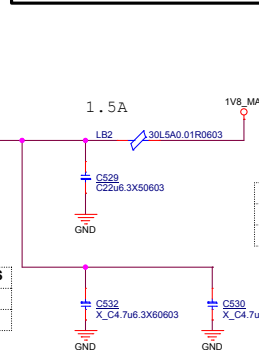 1.5A
1V8_MA
LB2
30L5A0.01R0603
C529
C22u6.3X50603
GND
S
C532
X_C4.7u6.3X60603
C530
X_C4.7u
GND
GND